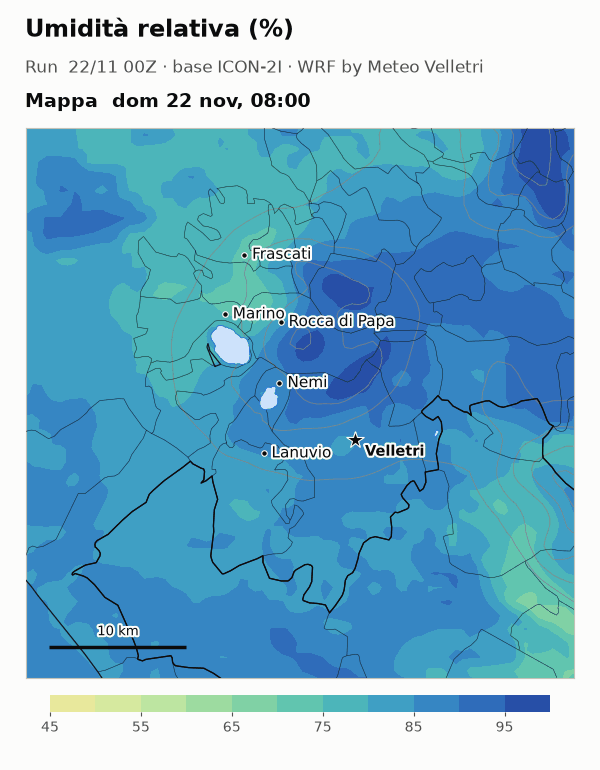 Umidità relativa (%)
Run  22/11 00Z · base ICON-2I · WRF by Meteo Velletri
Mappa  dom 22 nov, 08:00
Frascati
Marino
Rocca di Papa
Nemi
Velletri
Lanuvio
10 km
45 55 65 75 85 95